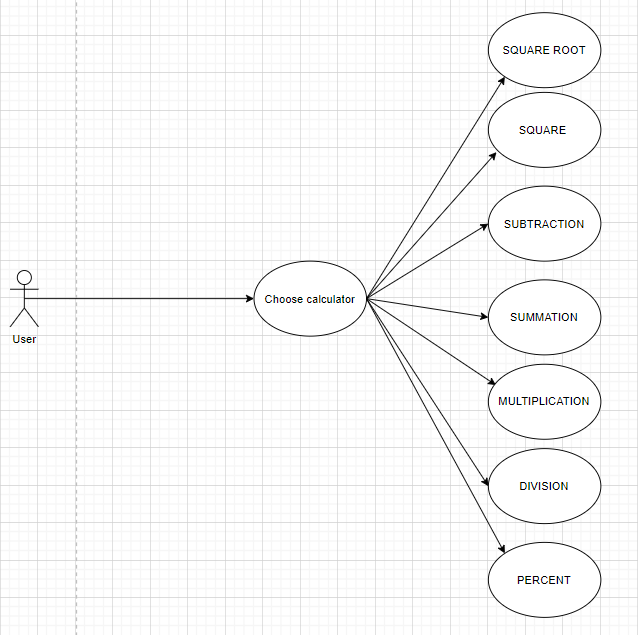 SQUARE ROOT
SQUARE
SUBTRACTION
Choose calculator
SUMMATION
User
MULTIPLICATION
DIVISION
PERCENT